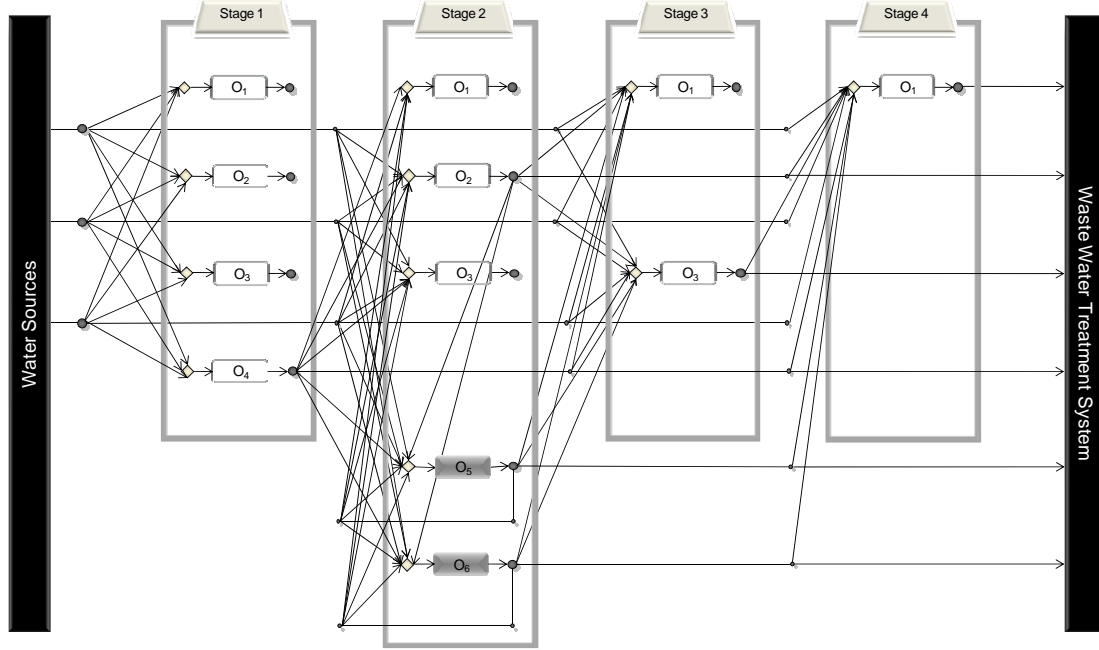 Stage 1
Stage 2
Stage 3
Stage 4
O₁
O₁
O₁
O₁
O₂
O₂
O₃
O₃
O₃
O₄
O₅
O₆
Water Sources
Waste Water Treatment System